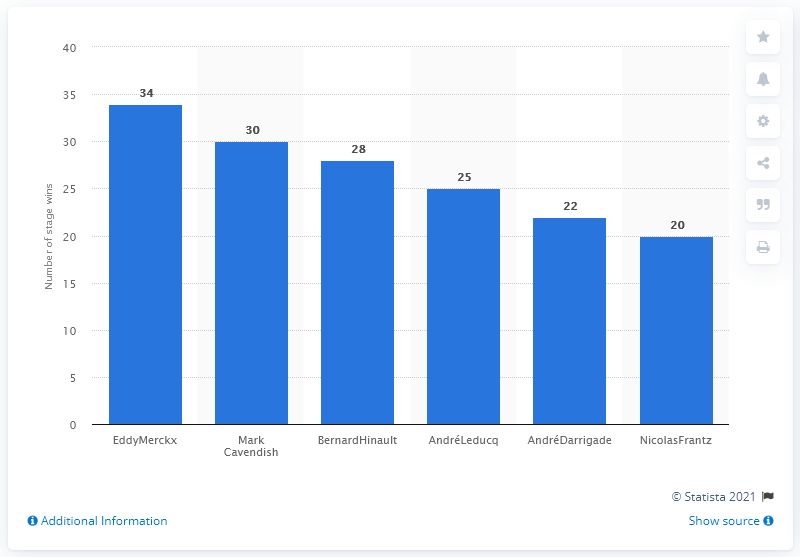 40
35
30
25
20
15
10
5
0
Number of stage wins
34
30
28
25
22
20
EddyMerckx
Mark
Cavendish
BernardHinault
AndréLeducq
AndréDarrigade
NicolasFrantz
© Statista 2021
Additional Information
Show source